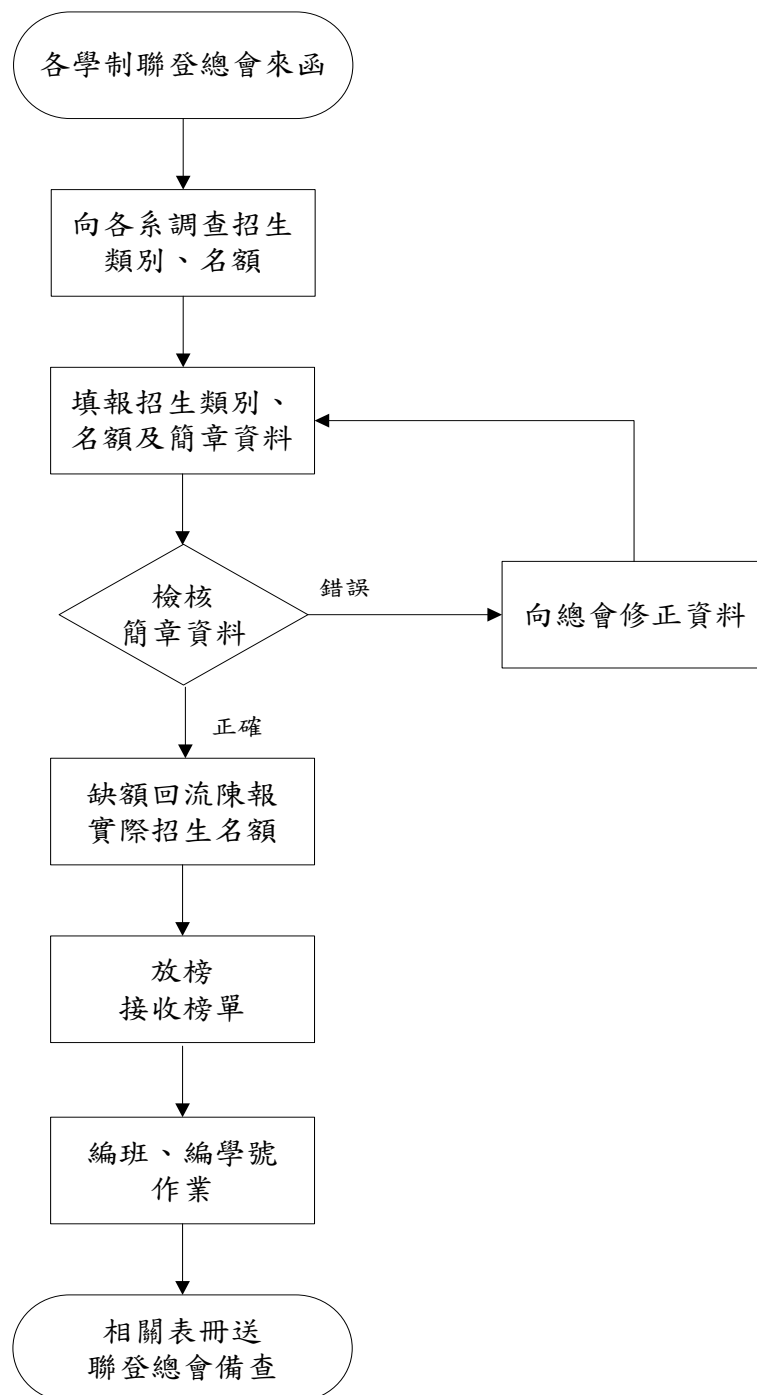 各學制聯登總會來函
向各系調查招生
類別、名額
填報招生類別、
名額及簡章資料
檢核
簡章資料
錯誤
向總會修正資料
正確
缺額回流陳報
實際招生名額
放榜
接收榜單
編班、編學號
作業
相關表冊送
聯登總會備查